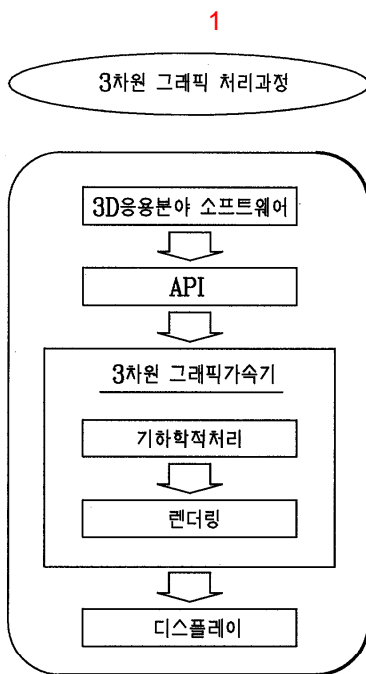 1
3차원 그래픽 처리과정
3D응용분야 소프트웨어
API
3차원 그래픽가속기
기하학적처리
렌더링
디스플레이